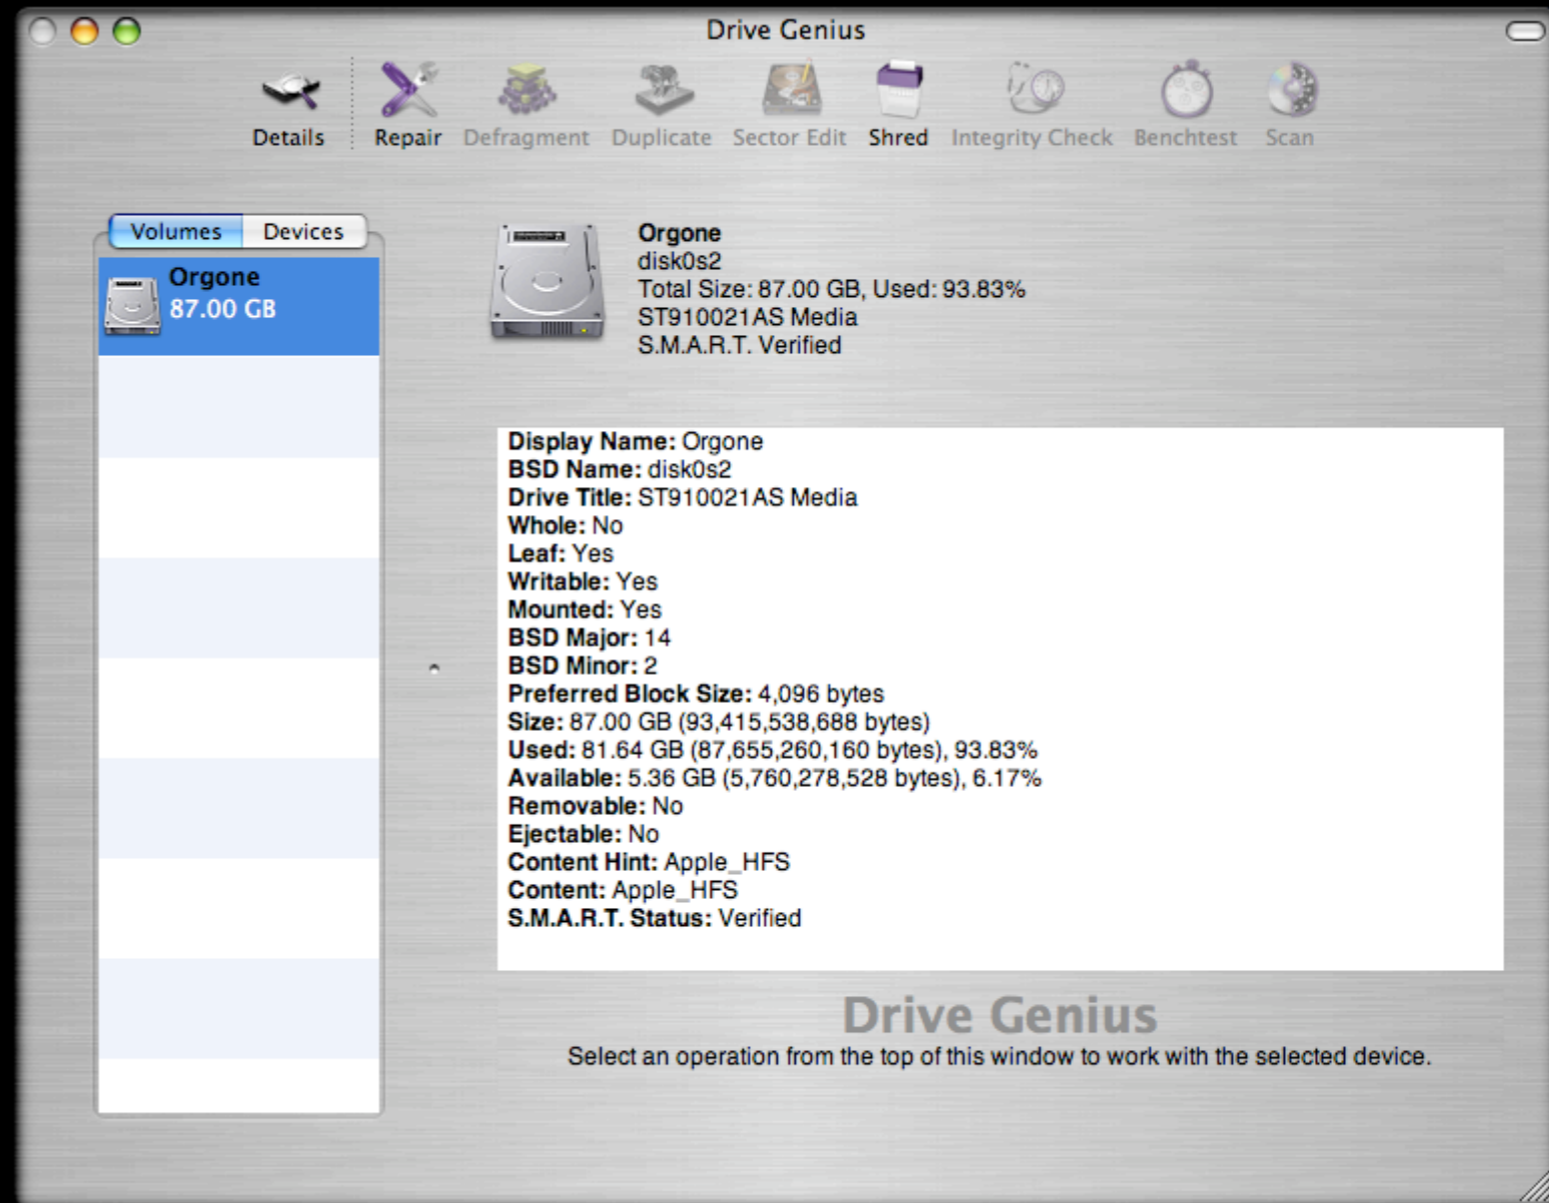 Drive Genius
Details Repair Defragment Duplicate Sector Edit Shred Integrity Check Benchtest Scan
Volumes Devices
Orgone
87.00 GB
Orgone
disk0s2
Total Size: 87.00 GB, Used: 93.83%
ST910021AS Media
S.M.A.R.T. Verified
Display Name: Orgone
BSD Name: disk0s2
Drive Title: ST910021AS Media
Whole: No
Leaf: Yes
Writable: Yes
Mounted: Yes
BSD Major: 14
BSD Minor: 2
Preferred Block Size: 4,096 bytes
Size: 87.00 GB (93,415,538,688 bytes)
Used: 81.64 GB (87,655,260,160 bytes), 93.83%
Available: 5.36 GB (5,760,278,528 bytes), 6.17%
Removable: No
Ejectable: No
Content Hint: Apple_HFS
Content: Apple_HFS
S.M.A.R.T. Status: Verified
Drive Genius
Select an operation from the top of this window to work with the selected device.